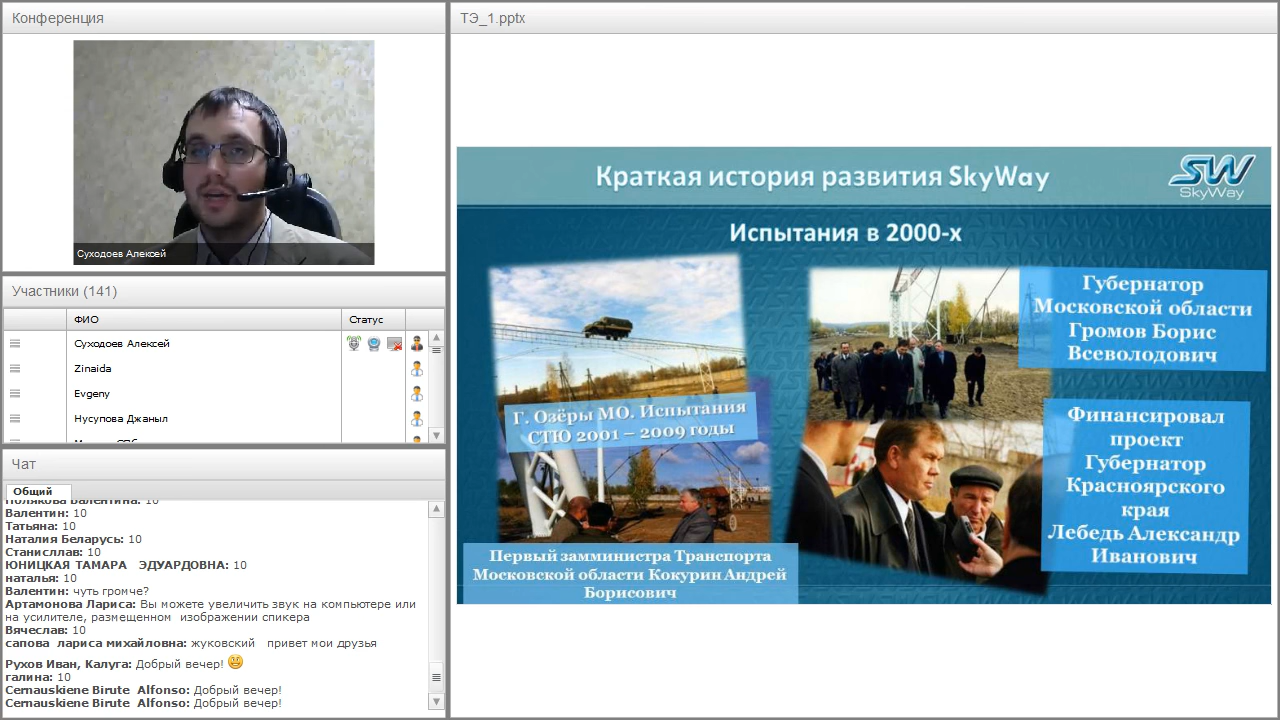 Конференция
Суходоев Алексей
Участники (141)
ФИО
Статус
Суходоев Алексей
Zinaida
Evgeny
Нусупова Джаныл
Чат
Общий
Полякова Валентина: 10
Валентин: 10
Татьяна: 10
Наталия Беларусь: 10
Станисллав: 10
ЮНИЦКАЯ ТАМАРА ЭДУАРДОВНА: 10
наталья: 10
Валентин: чуть громче?
Артамонова Лариса: Вы можете увеличить звук на компьютере или
на усилителе, размещенном изображении спикера
Вячеслав: 10
сапова лариса михайловна: жуковский привет мои друзья
Рухов Иван, Калуга: Добрый вечер!
галина: 10
Cernauskiene Birute Alfonso: Добрый вечер!
Cernauskiene Birute Alfonso: Добрый вечер!
ТЭ_1.pptx
Краткая история развития SkyWay
SW
SkyWay
Испытания в 2000-х
Г. Озёры МО. Испытания
СТЮ 2001 – 2009 годы
Первый замминистра Транспорта
Московской области Кокурин Андрей
Борисович
Губернатор
Московской области
Громов Борис
Всеволодович
Финансировал
проект
Губернатор
Красноярского
края
Лебедь Александр
Иванович